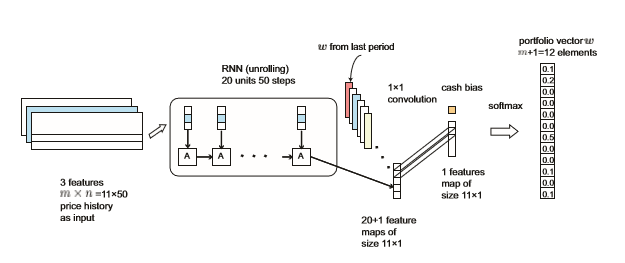 portfolio vector w
m+1=12 elements
w from last period
RNN (unrolling)
20 units 50 steps
1×1
convolution
cash bias
softmax
0.1
0.2
0.0
0.0
0.0
0.0
0.5
0.0
0.0
0.1
0.0
0.1
A
A
A
3 features
m × n =11×50
price history
as input
1 features
map of
size 11×1
20+1 feature
maps of
size 11×1